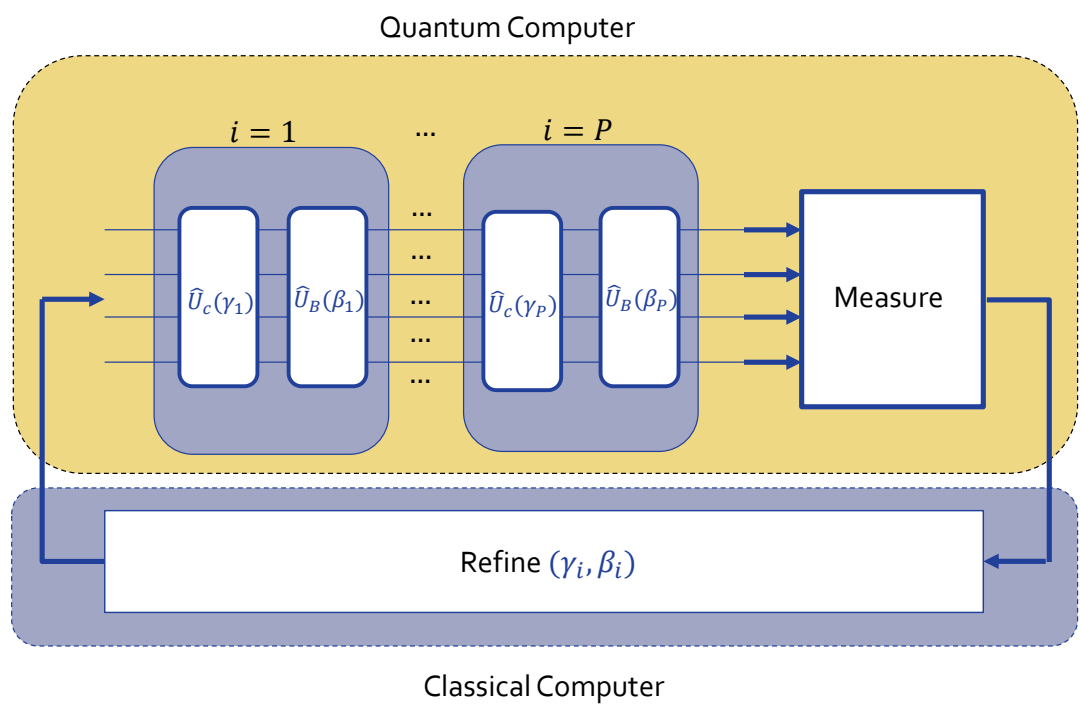 Quantum Computer
i = 1 ... i = P
...
...
Û_c(γ_1) Û_B(β_1) ... Û_c(γ_P) Û_B(β_P) Measure
...
...
Refine (γ_i, β_i)
Classical Computer